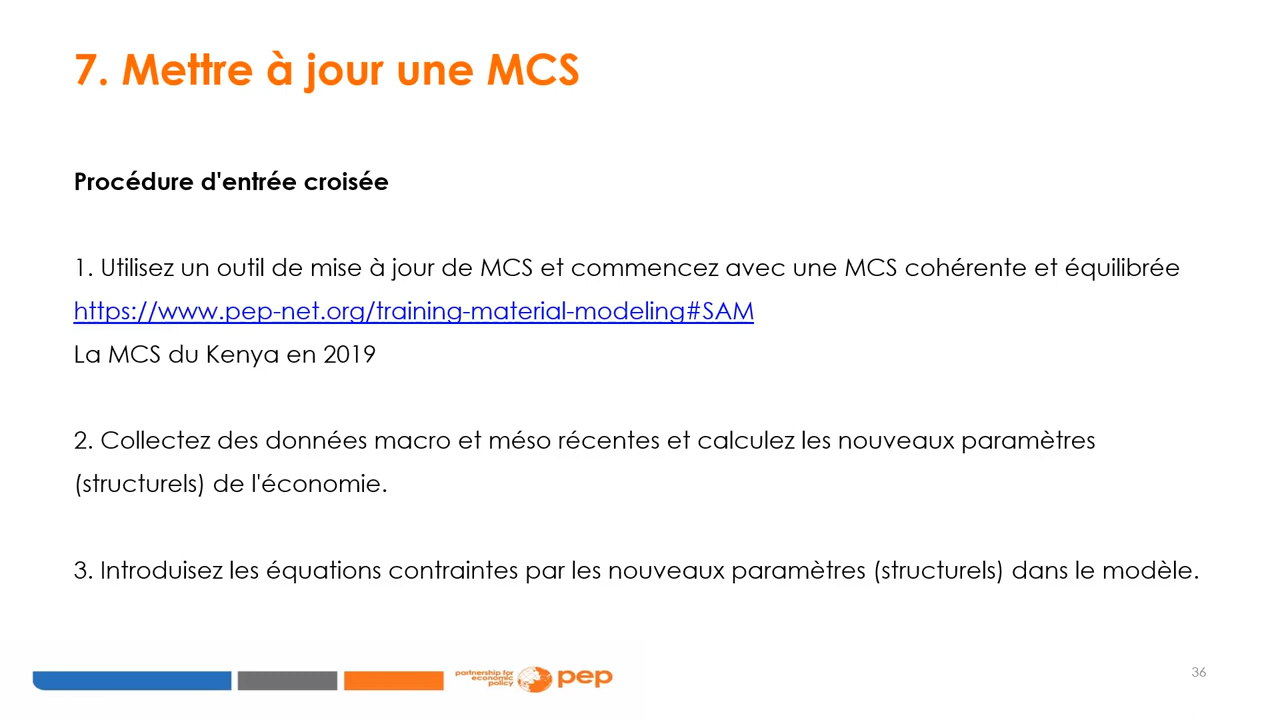 7. Mettre à jour une MCS
Procédure d'entrée croisée
1. Utilisez un outil de mise à jour de MCS et commencez avec une MCS cohérente et équilibrée
https://www.pep-net.org/training-material-modeling#SAM
La MCS du Kenya en 2019
2. Collectez des données macro et méso récentes et calculez les nouveaux paramètres
(structurels) de l'économie.
3. Introduisez les équations contraintes par les nouveaux paramètres (structurels) dans le modèle.
partnership for
economic
policy
pep
36